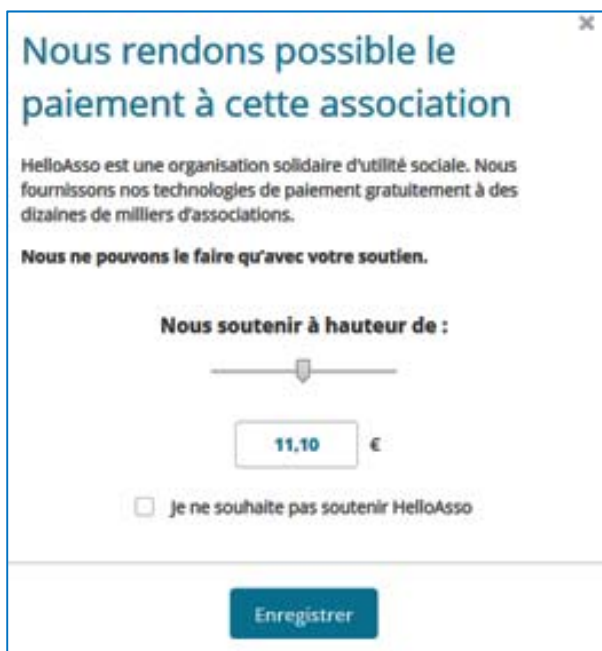 Nous rendons possible le
paiement à cette association
HelloAsso est une organisation solidaire d'utilité sociale. Nous
fournissons nos technologies de paiement gratuitement à des
dizaines de milliers d'associations.
Nous ne pouvons le faire qu'avec votre soutien.
Nous soutenir à hauteur de :
11,10 €
Je ne souhaite pas soutenir HelloAsso
Enregistrer